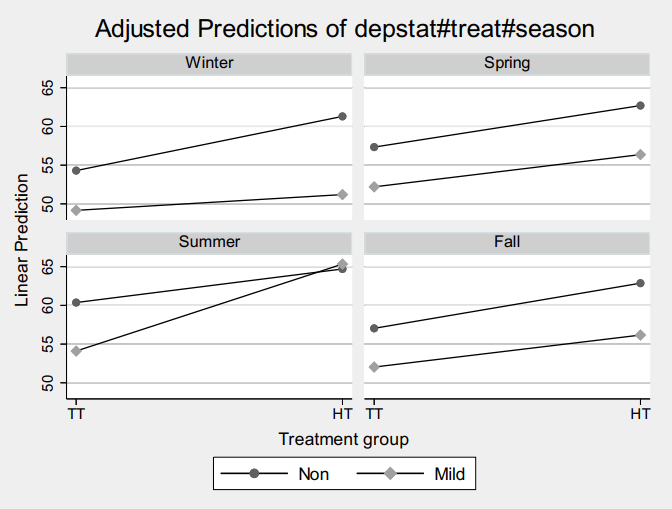 Adjusted Predictions of depstat#treat#season
Winter
Spring
65
60
55
50
Summer
Fall
65
60
55
50
Linear Prediction
TT
HT
TT
HT
Treatment group
Non
Mild